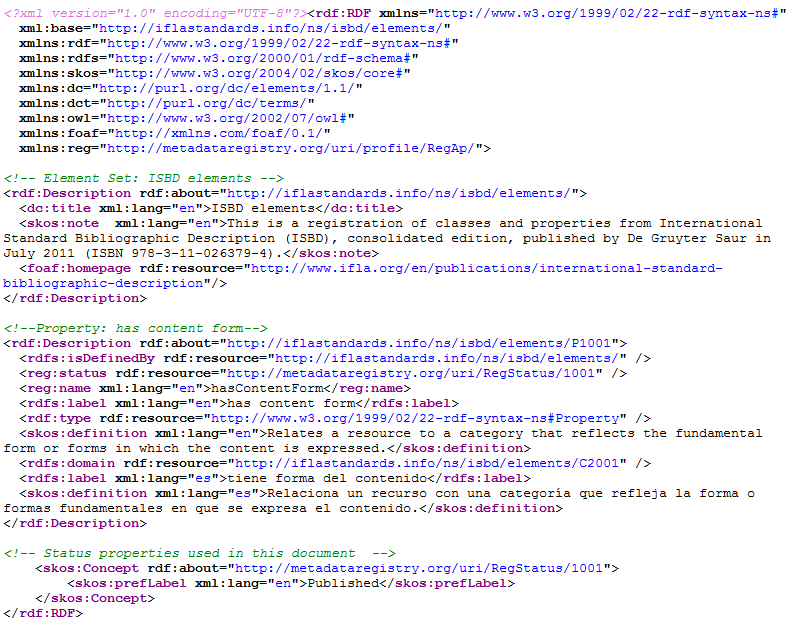 <?xml version="1.0" encoding="UTF-8"?><rdf:RDF xmlns="http://www.w3.org/1999/02/22-rdf-syntax-ns#"
xml:base="http://iflastandards.info/ns/isbd/elements/"
xmlns:rdf="http://www.w3.org/1999/02/22-rdf-syntax-ns#"
xmlns:rdfs="http://www.w3.org/2000/01/rdf-schema#"
xmlns:skos="http://www.w3.org/2004/02/skos/core#"
xmlns:dc="http://purl.org/dc/elements/1.1/"
xmlns:dct="http://purl.org/dc/terms/"
xmlns:owl="http://www.w3.org/2002/07/owl#"
xmlns:foaf="http://xmlns.com/foaf/0.1/"
xmlns:reg="http://metadataregistry.org/uri/profile/RegAp/">
<!-- Element Set: ISBD elements -->
<rdf:Description rdf:about="http://iflastandards.info/ns/isbd/elements/">
<dc:title xml:lang="en">ISBD elements</dc:title>
<skos:note  xml:lang="en">This is a registration of classes and properties from International
Standard Bibliographic Description (ISBD), consolidated edition, published by De Gruyter Saur in
July 2011 (ISBN 978-3-11-026379-4).</skos:note>
<foaf:homepage rdf:resource="http://www.ifla.org/en/publications/international-standard-
bibliographic-description"/>
</rdf:Description>
<!--Property: has content form-->
<rdf:Description rdf:about="http://iflastandards.info/ns/isbd/elements/P1001">
<rdfs:isDefinedBy rdf:resource="http://iflastandards.info/ns/isbd/elements/" />
<reg:status rdf:resource="http://metadataregistry.org/uri/RegStatus/1001" />
<reg:name xml:lang="en">hasContentForm</reg:name>
<rdfs:label xml:lang="en">has content form</rdfs:label>
<rdf:type rdf:resource="http://www.w3.org/1999/02/22-rdf-syntax-ns#Property" />
<skos:definition xml:lang="en">Relates a resource to a category that reflects the fundamental
form or forms in which the content is expressed.</skos:definition>
<rdfs:domain rdf:resource="http://iflastandards.info/ns/isbd/elements/C2001" />
<rdfs:label xml:lang="es">tiene forma del contenido</rdfs:label>
<skos:definition xml:lang="es">Relaciona un recurso con una categoría que refleja la forma o
formas fundamentales en que se expresa el contenido.</skos:definition>
</rdf:Description>
<!-- Status properties used in this document  -->
<skos:Concept rdf:about="http://metadataregistry.org/uri/RegStatus/1001">
<skos:prefLabel xml:lang="en">Published</skos:prefLabel>
</skos:Concept>
</rdf:RDF>